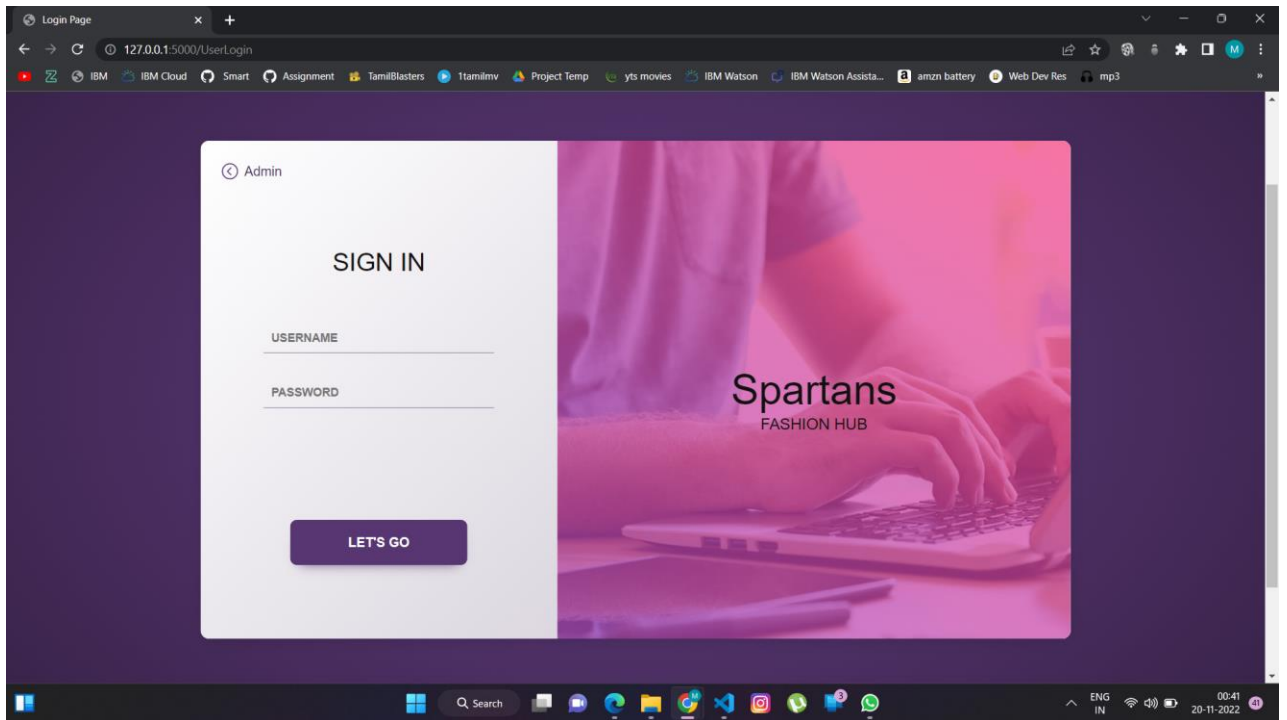 Login Page
127.0.0.1:5000/UserLogin
IBM IBM Cloud Smart Assignment TamilBlasters 1tamilmv Project Temp yts movies IBM Watson IBM Watson Assista... amzn battery Web Dev Res mp3 »
M
Admin
SIGN IN
USERNAME
PASSWORD
LET'S GO
Spartans
FASHION HUB
Search
3
ENG
IN
00:41
20-11-2022
41